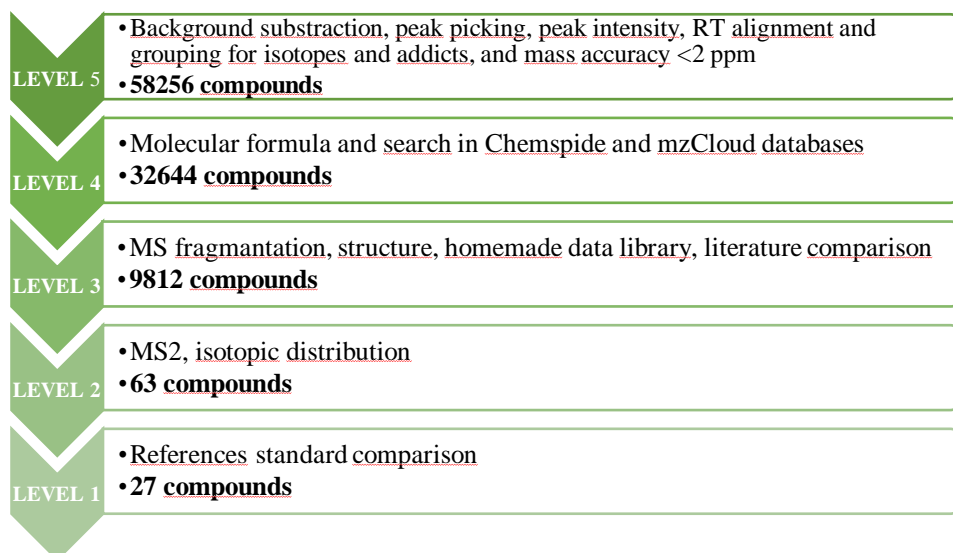 LEVEL 5
•Background substraction, peak picking, peak intensity, RT alignment and
grouping for isotopes and addicts, and mass accuracy <2 ppm
•58256 compounds
LEVEL 4
•Molecular formula and search in Chemspide and mzCloud databases
•32644 compounds
LEVEL 3
•MS fragmantation, structure, homemade data library, literature comparison
•9812 compounds
LEVEL 2
•MS2, isotopic distribution
•63 compounds
LEVEL 1
•References standard comparison
•27 compounds